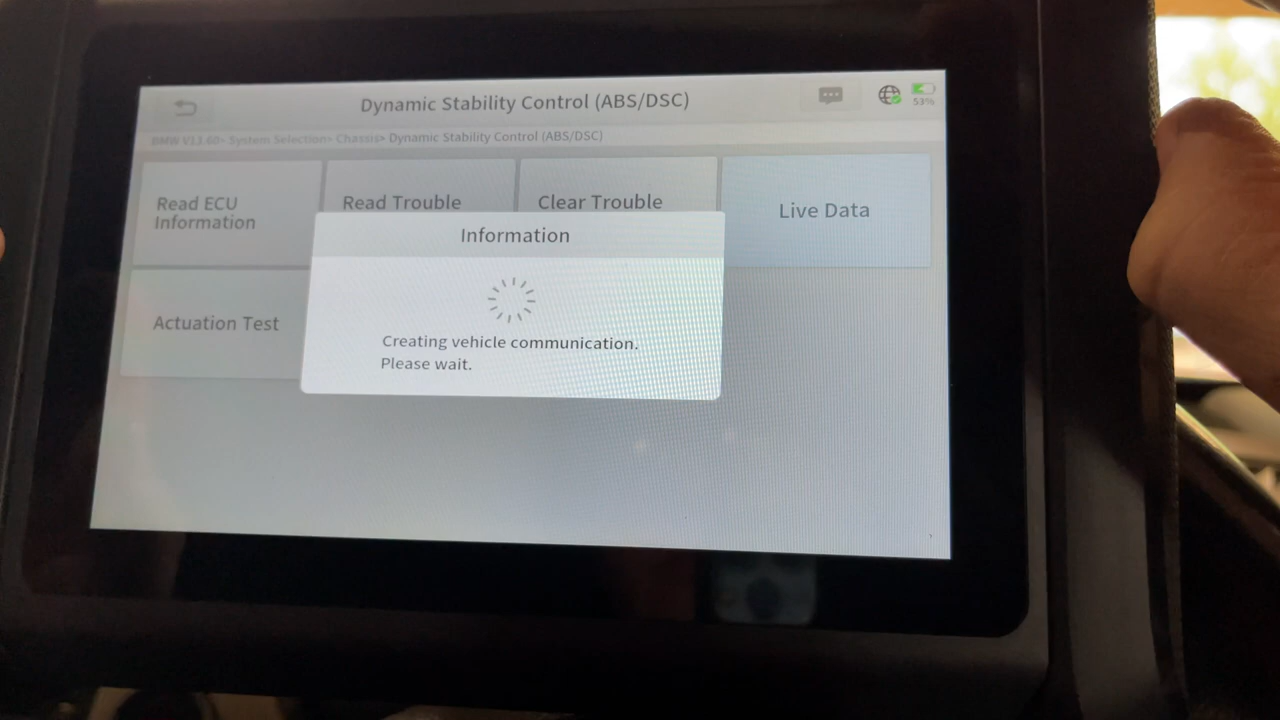 Dynamic Stability Control (ABS/DSC)
53%
BMW V13.60> System Selection> Chassis> Dynamic Stability Control (ABS/DSC)
Read ECU
Information
Read Trouble
Clear Trouble
Live Data
Information
Actuation Test
Creating vehicle communication.
Please wait.